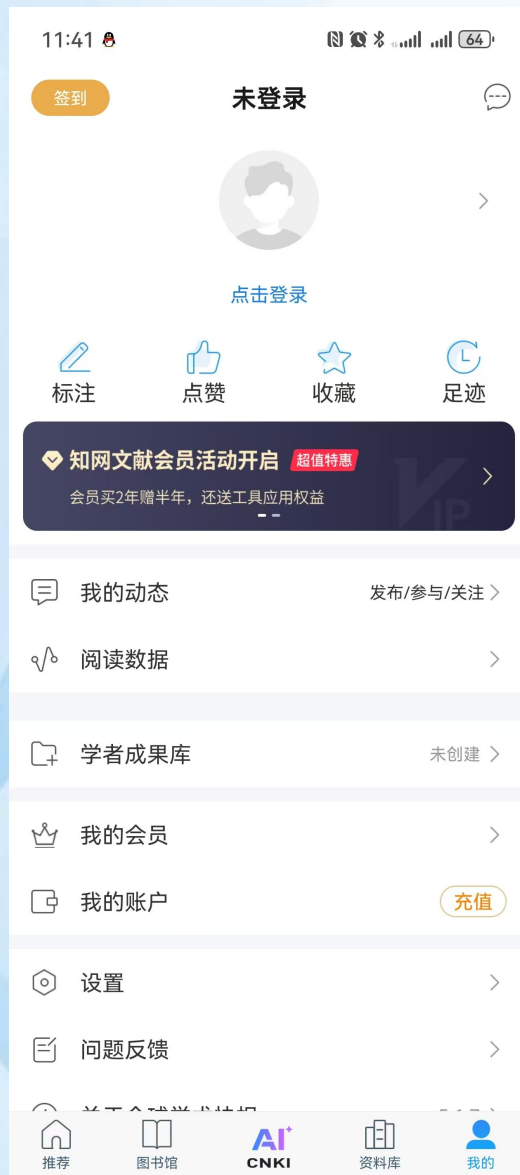 11:41
64
签到
未登录
点击登录
标注
点赞
收藏
足迹
知网文献会员活动开启 超值特惠
会员买2年赠半年，还送工具应用权益
VIP
我的动态
发布/参与/关注
阅读数据
学者成果库
未创建
我的会员
我的账户
充值
设置
问题反馈
推荐
图书馆
AI
CNKI
资料库
我的